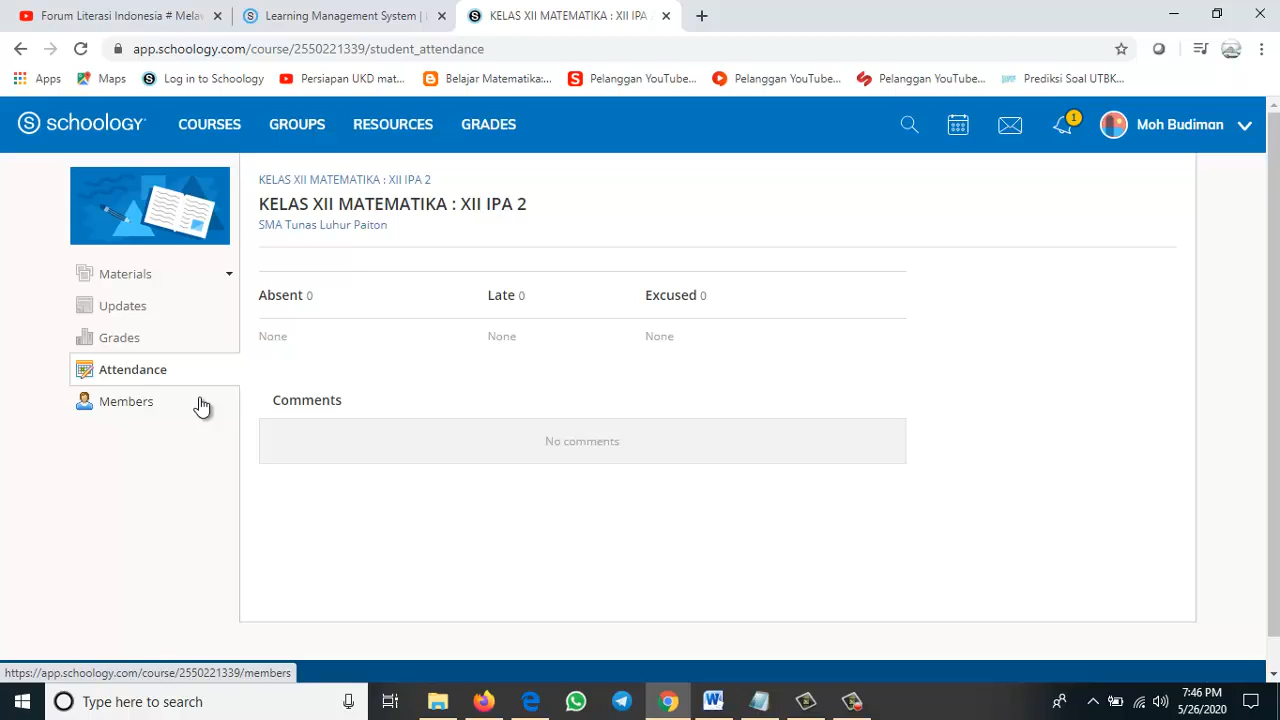 Forum Literasi Indonesia # Mela
Learning Management System |
KELAS XII MATEMATIKA : XII IPA 2
app.schoology.com/course/2550221339/student_attendance
Apps
Maps
Log in to Schoology
Persiapan UKD mat...
Belajar Matematika:...
Pelanggan YouTube...
Pelanggan YouTube...
Pelanggan YouTube...
Prediksi Soal UTBK...
S schoology
COURSES
GROUPS
RESOURCES
GRADES
1
Moh Budiman
KELAS XII MATEMATIKA : XII IPA 2
KELAS XII MATEMATIKA : XII IPA 2
SMA Tunas Luhur Paiton
Materials
Updates
Grades
Attendance
Members
Absent 0
Late 0
Excused 0
None
None
None
Comments
No comments
https://app.schoology.com/course/2550221339/members
Type here to search
7:46 PM
5/26/2020